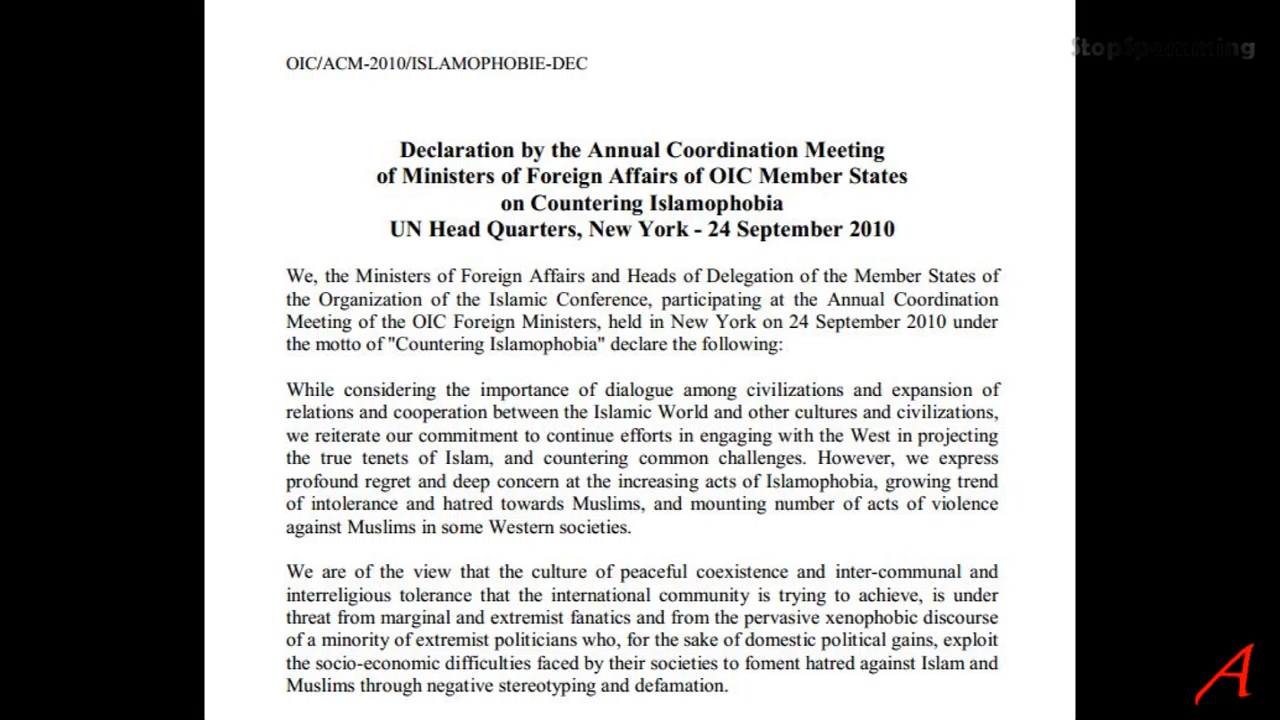 StopSpamming
OIC/ACM-2010/ISLAMOPHOBIE-DEC
Declaration by the Annual Coordination Meeting
of Ministers of Foreign Affairs of OIC Member States
on Countering Islamophobia
UN Head Quarters, New York - 24 September 2010
We, the Ministers of Foreign Affairs and Heads of Delegation of the Member States of
the Organization of the Islamic Conference, participating at the Annual Coordination
Meeting of the OIC Foreign Ministers, held in New York on 24 September 2010 under
the motto of "Countering Islamophobia" declare the following:
While considering the importance of dialogue among civilizations and expansion of
relations and cooperation between the Islamic World and other cultures and civilizations,
we reiterate our commitment to continue efforts in engaging with the West in projecting
the true tenets of Islam, and countering common challenges. However, we express
profound regret and deep concern at the increasing acts of Islamophobia, growing trend
of intolerance and hatred towards Muslims, and mounting number of acts of violence
against Muslims in some Western societies.
We are of the view that the culture of peaceful coexistence and inter-communal and
interreligious tolerance that the international community is trying to achieve, is under
threat from marginal and extremist fanatics and from the pervasive xenophobic discourse
of a minority of extremist politicians who, for the sake of domestic political gains, exploit
the socio-economic difficulties faced by their societies to foment hatred against Islam and
Muslims through negative stereotyping and defamation.
A